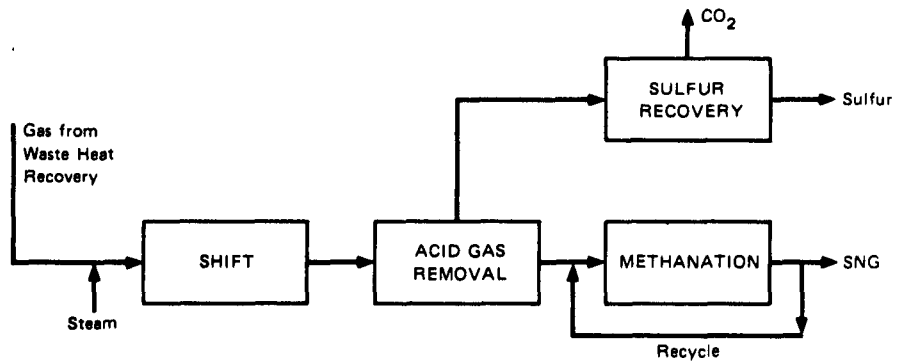 CO2
SULFUR
RECOVERY
Sulfur
Gas from
Waste Heat
Recovery
SHIFT
ACID GAS
REMOVAL
METHANATION
SNG
Steam
Recycle